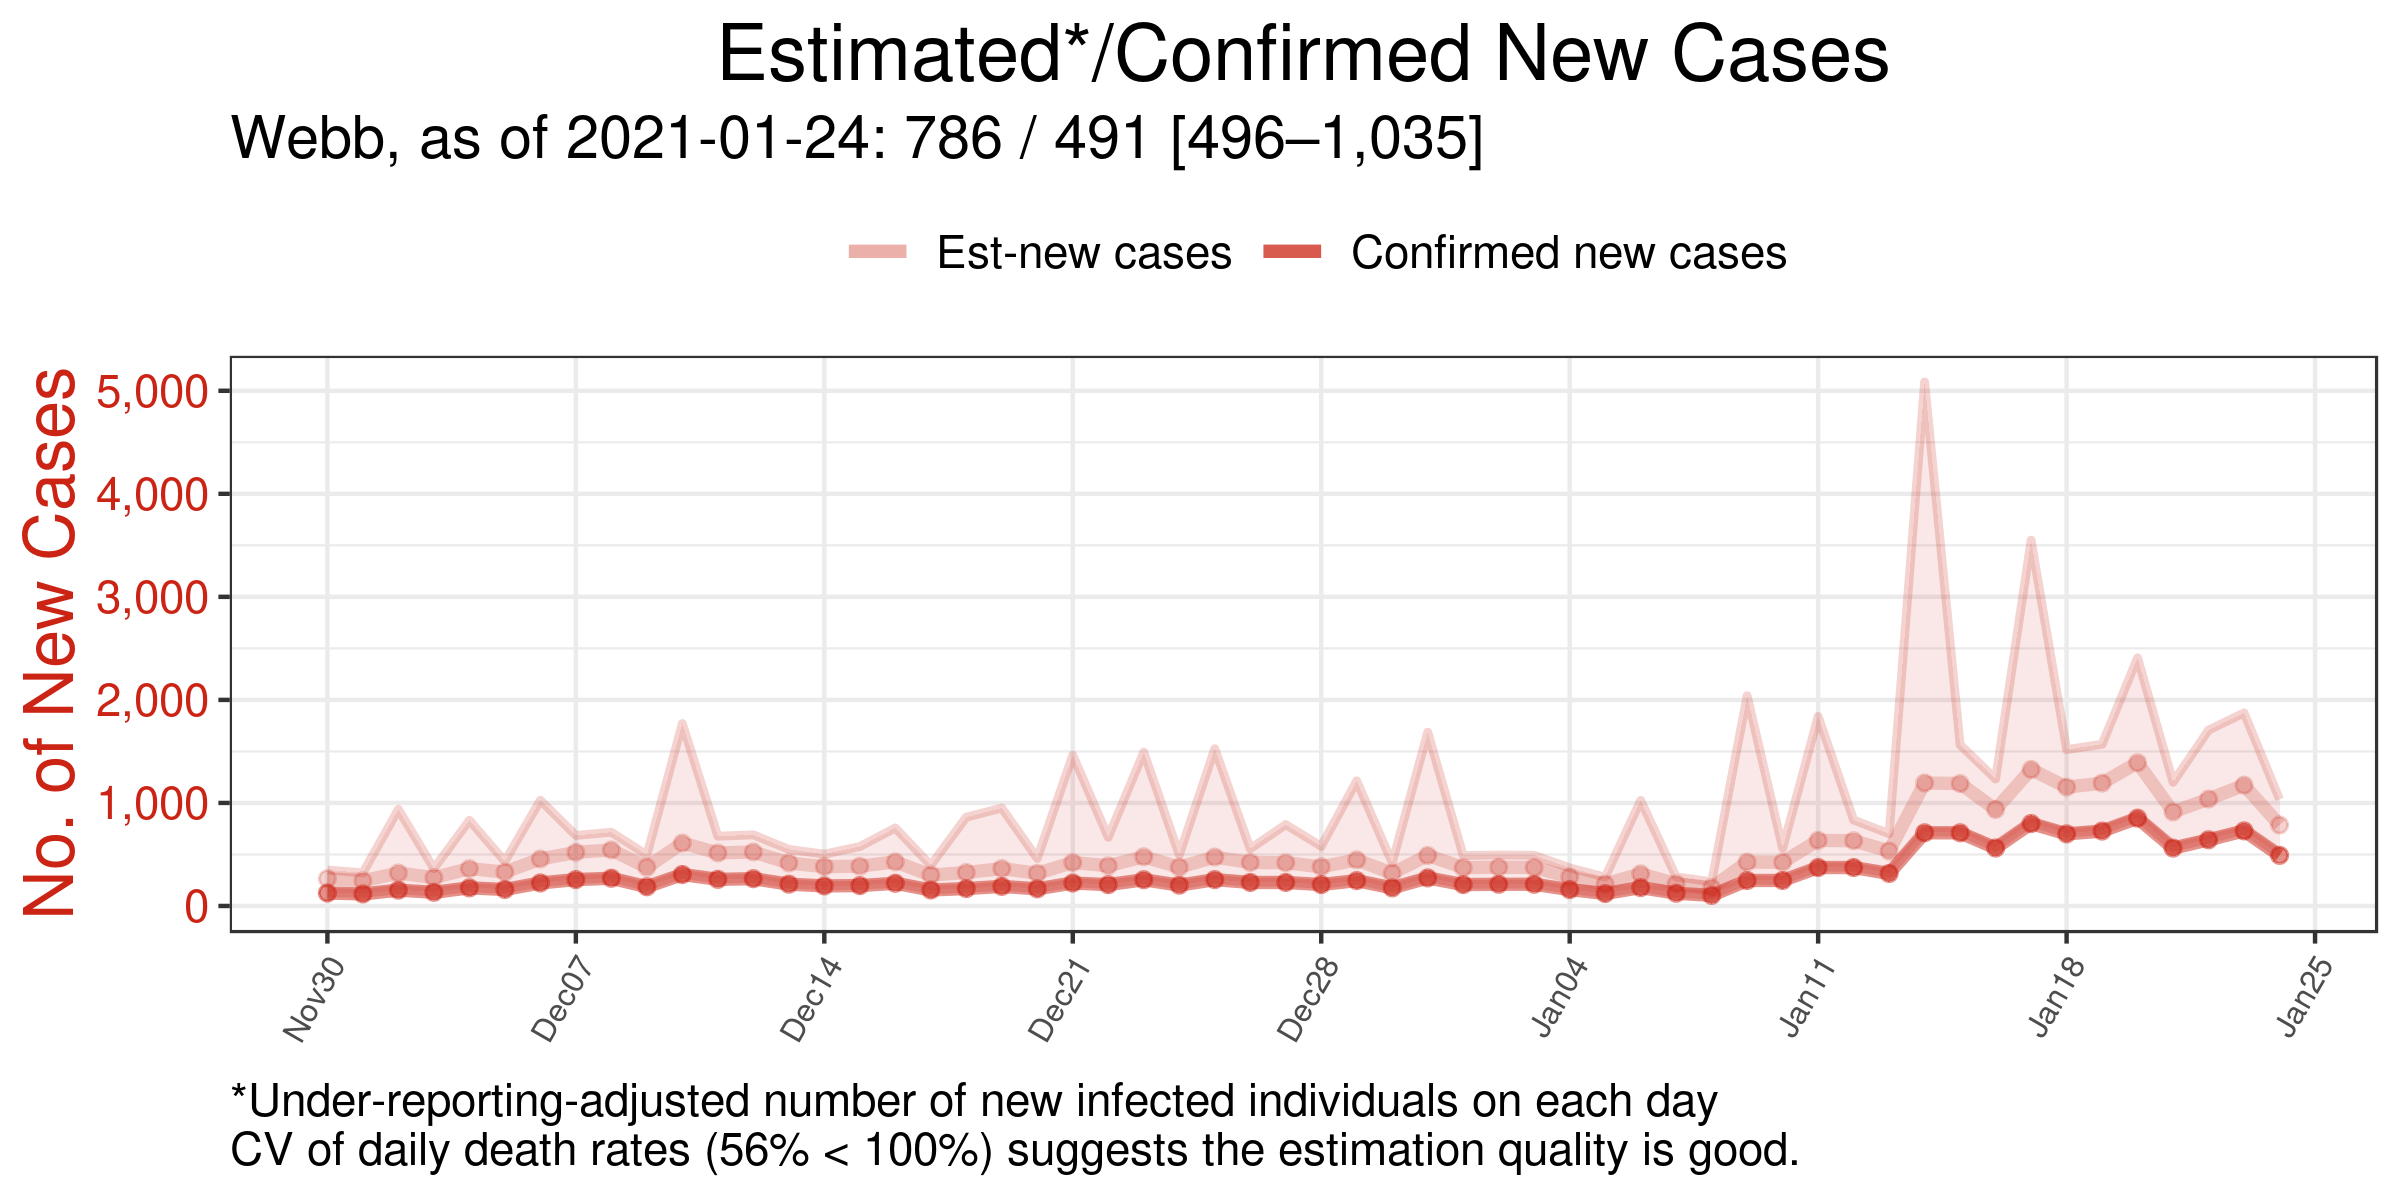 Estimated*/Confirmed New Cases
Webb, as of 2021-01-24: 786 / 491 [496–1,035]
Est-new cases Confirmed new cases
No. of New Cases
5,000
4,000
3,000
2,000
1,000
0
Nov30 Dec07 Dec14 Dec21 Dec28 Jan04 Jan11 Jan18 Jan25
*Under-reporting-adjusted number of new infected individuals on each day
CV of daily death rates (56% < 100%) suggests the estimation quality is good.